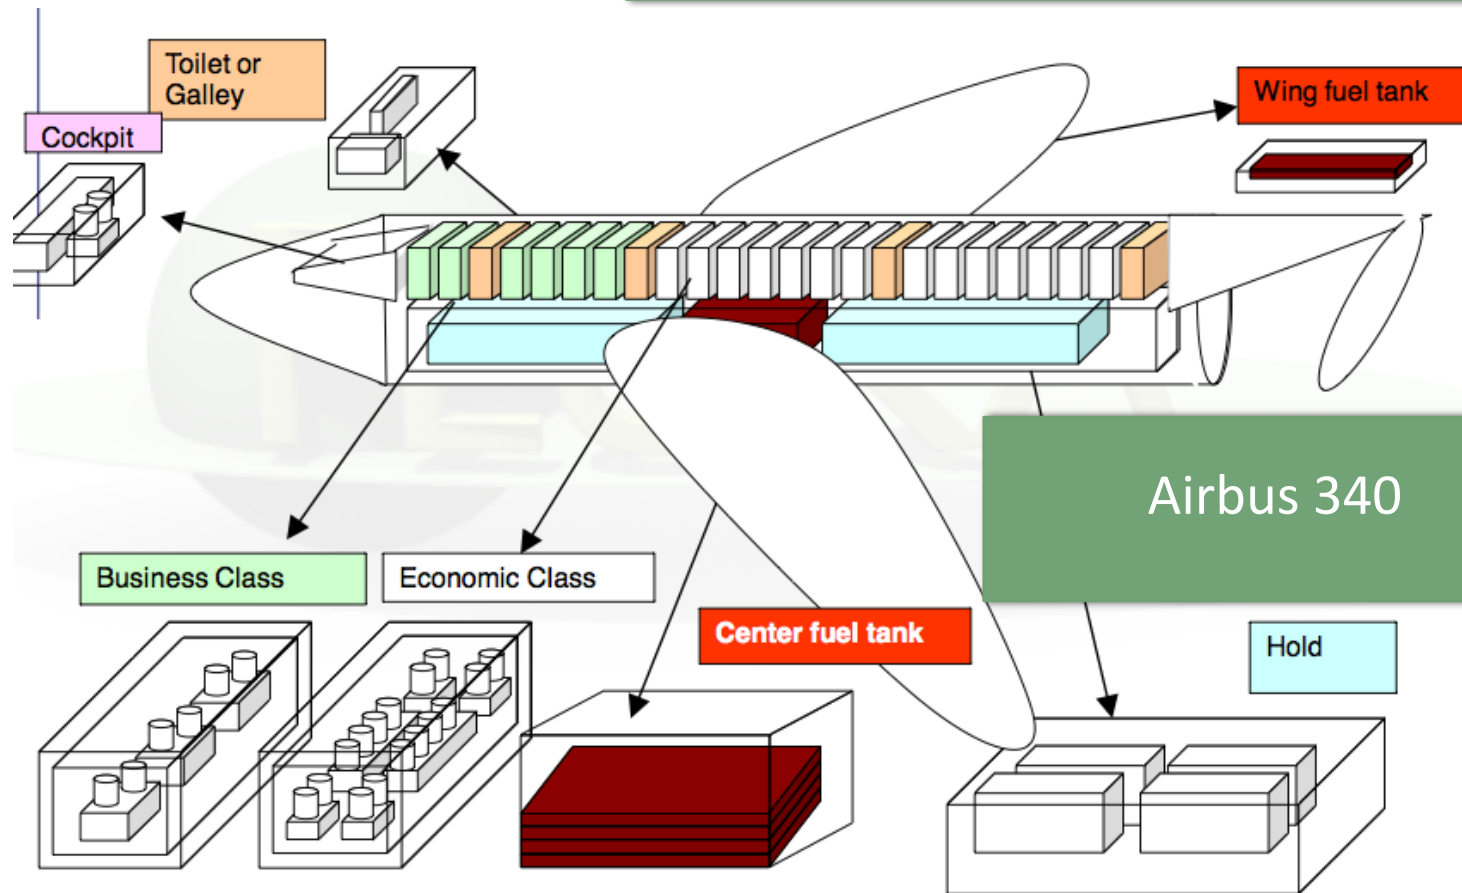 Toilet or
Galley
Cockpit
Wing fuel tank
Airbus 340
Business Class
Economic Class
Center fuel tank
Hold